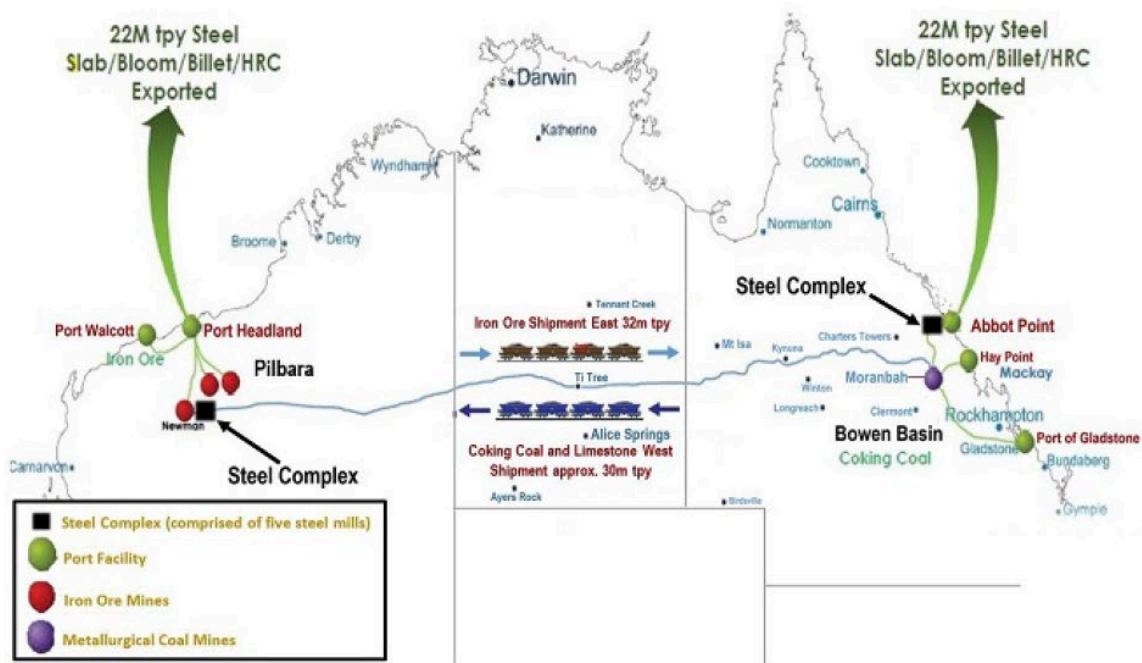 22M tpy Steel
Slab/Bloom/Billet/HRC
Exported
22M tpy Steel
Slab/Bloom/Billet/HRC
Exported
Darwin
Katherine
Wyndham
Cooktown
Cairns
Normanton
Broome
Derby
Steel Complex
Tennant Creek
Port Walcott
Port Headland
Iron Ore Shipment East 32m tpy
Abbot Point
Iron Ore
Charters Towers
Mt Isa
Kynuna
Hay Point
Pilbara
Mackay
Ti Tree
Moranbah
Winton
Newman
Longreach
Clermont
Rockhampton
Alice Springs
Bowen Basin
Port of Gladstone
Gladstone
Coking Coal and Limestone West
Shipment approx. 30m tpy
Coking Coal
Steel Complex
Carnarvon
Bundaberg
Ayers Rock
Birdsville
Gympie
Steel Complex (comprised of five steel mills)
Port Facility
Iron Ore Mines
Metallurgical Coal Mines